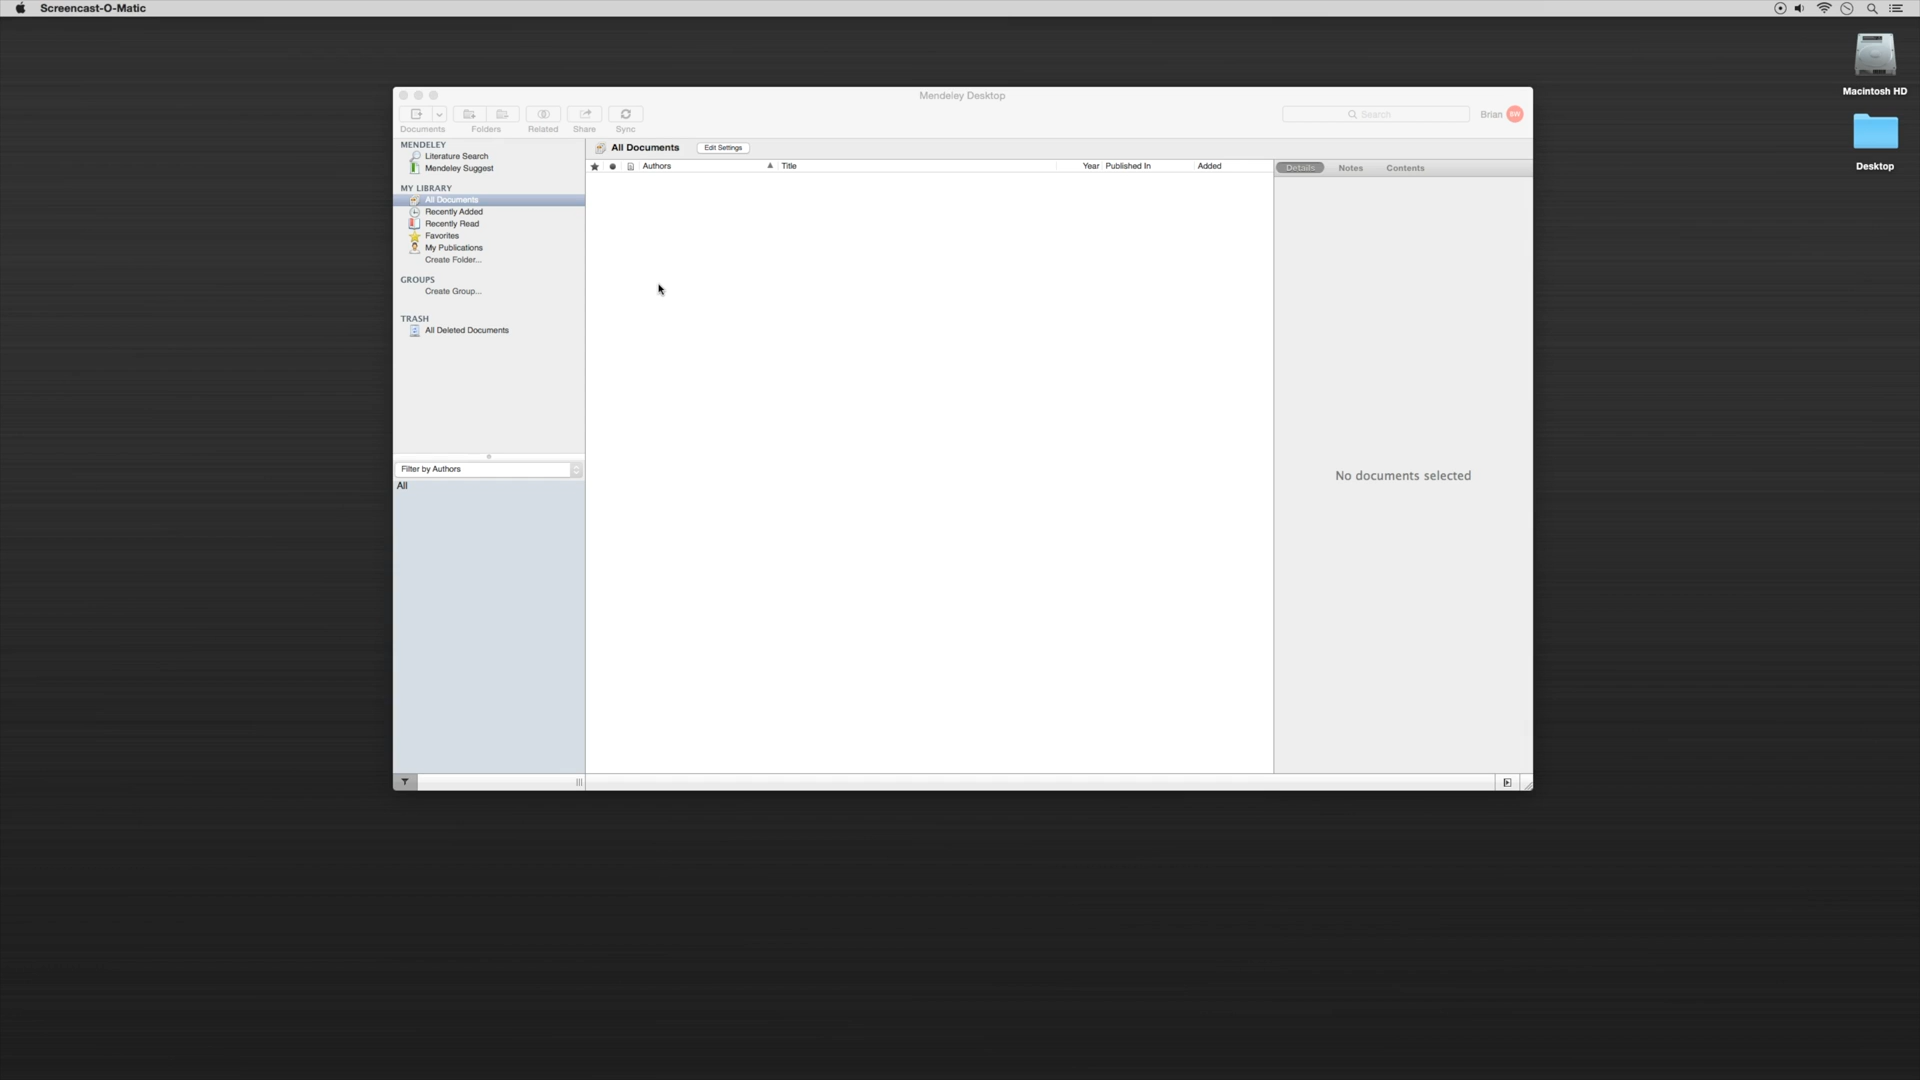 Screencast-O-Matic
Macintosh HD
Desktop
Mendeley Desktop
Documents Folders Related Share Sync
Search
Brian BW
MENDELEY
Literature Search
Mendeley Suggest
MY LIBRARY
All Documents
Recently Added
Recently Read
Favorites
My Publications
Create Folder...
GROUPS
Create Group...
TRASH
All Deleted Documents
Filter by Authors
All
All Documents Edit Settings
Authors Title Year Published In Added
Details Notes Contents
No documents selected